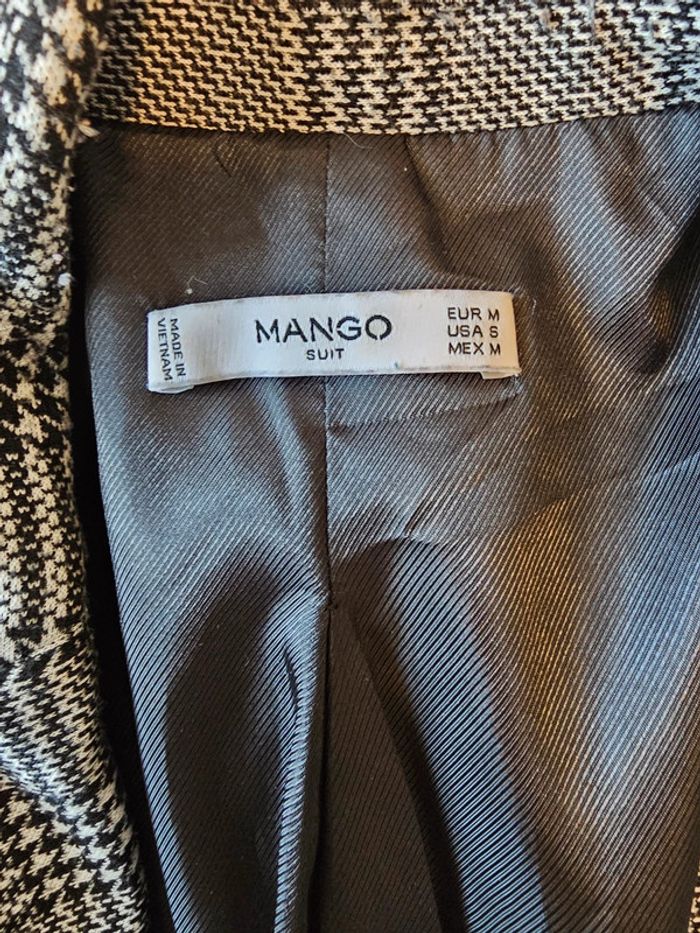 MADE IN
VIETNAM
MANGO
SUIT
EUR M
USA S
MEX M